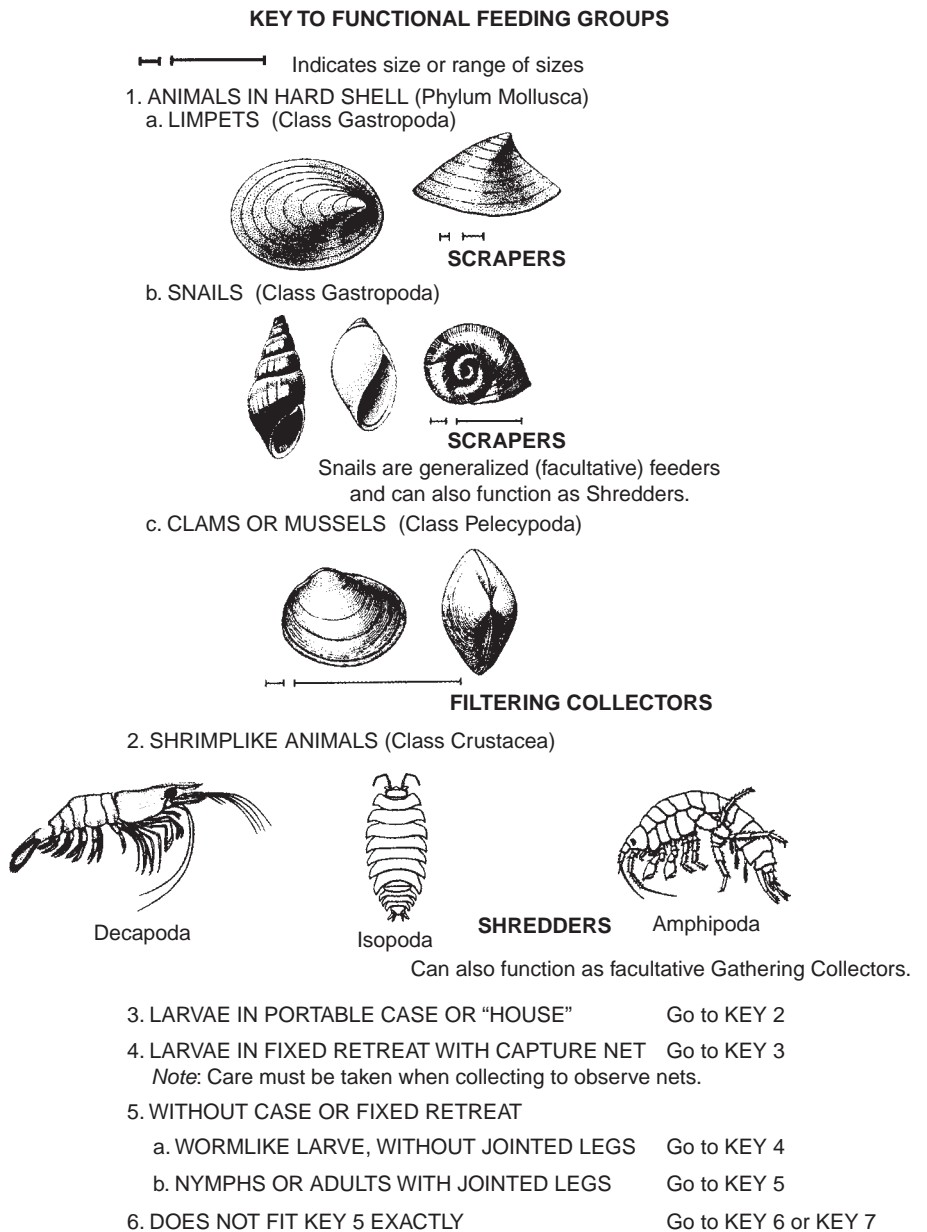 KEY TO FUNCTIONAL FEEDING GROUPS
Indicates size or range of sizes
1. ANIMALS IN HARD SHELL (Phylum Mollusca)
a. LIMPETS (Class Gastropoda)
SCRAPERS
b. SNAILS (Class Gastropoda)
SCRAPERS
Snails are generalized (facultative) feeders
and can also function as Shredders.
c. CLAMS OR MUSSELS (Class Pelecypoda)
FILTERING COLLECTORS
2. SHRIMPLIKE ANIMALS (Class Crustacea)
Decapoda
Isopoda
SHREDDERS
Amphipoda
Can also function as facultative Gathering Collectors.
3. LARVAE IN PORTABLE CASE OR “HOUSE” Go to KEY 2
4. LARVAE IN FIXED RETREAT WITH CAPTURE NET Go to KEY 3
Note: Care must be taken when collecting to observe nets.
5. WITHOUT CASE OR FIXED RETREAT
a. WORMLIKE LARVE, WITHOUT JOINTED LEGS Go to KEY 4
b. NYMPHS OR ADULTS WITH JOINTED LEGS Go to KEY 5
6. DOES NOT FIT KEY 5 EXACTLY Go to KEY 6 or KEY 7